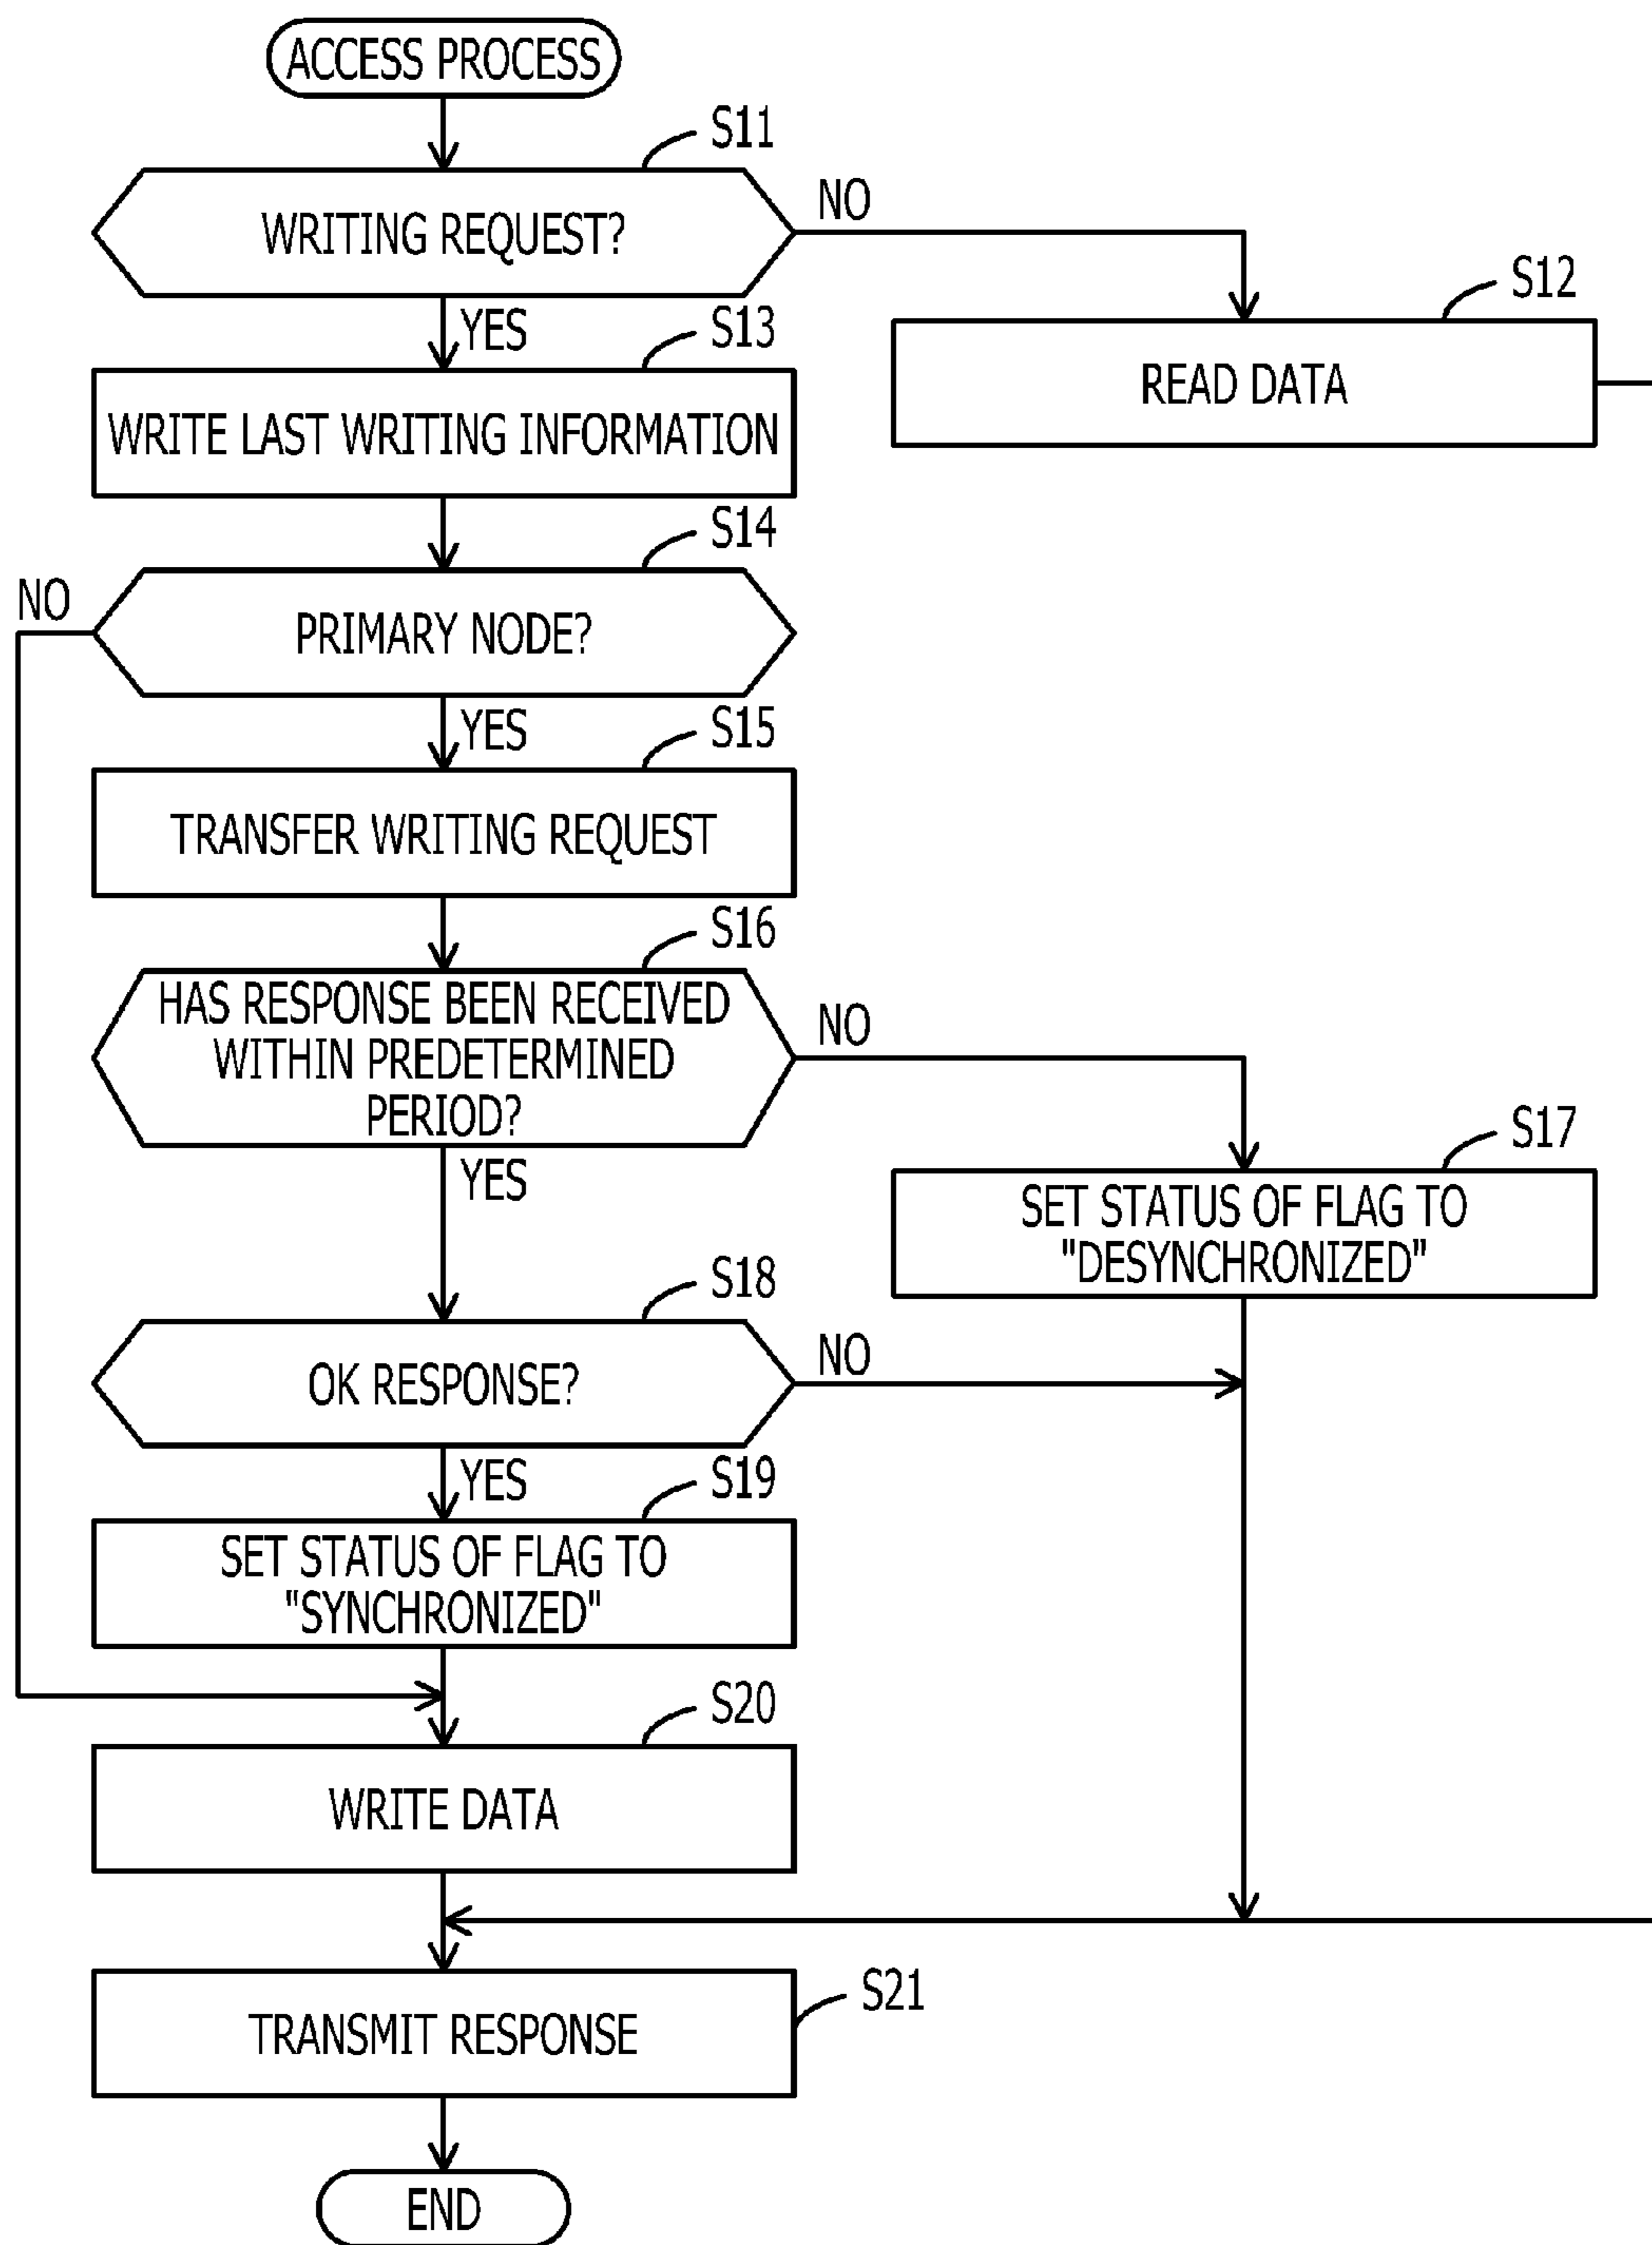 ACCESS PROCESS
S11
WRITING REQUEST?
NO
S12
READ DATA
YES
S13
WRITE LAST WRITING INFORMATION
S14
NO
PRIMARY NODE?
YES
S15
TRANSFER WRITING REQUEST
S16
HAS RESPONSE BEEN RECEIVED
WITHIN PREDETERMINED
PERIOD?
NO
S17
SET STATUS OF FLAG TO
"DESYNCHRONIZED"
YES
S18
OK RESPONSE?
NO
YES
S19
SET STATUS OF FLAG TO
"SYNCHRONIZED"
S20
WRITE DATA
S21
TRANSMIT RESPONSE
END